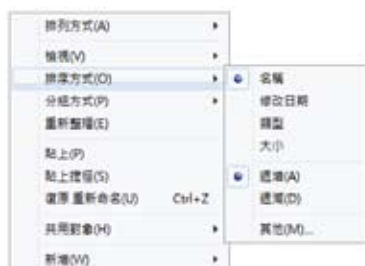 排列方式(A)
檢視(V)
排序方式(O)
分組方式(P)
重新整理(E)
貼上(P)
貼上捷徑(S)
復原 重新命名(U) Ctrl+Z
共用對象(H)
新增(W)
名稱
修改日期
類型
大小
遞增(A)
遞減(D)
其他(M)...